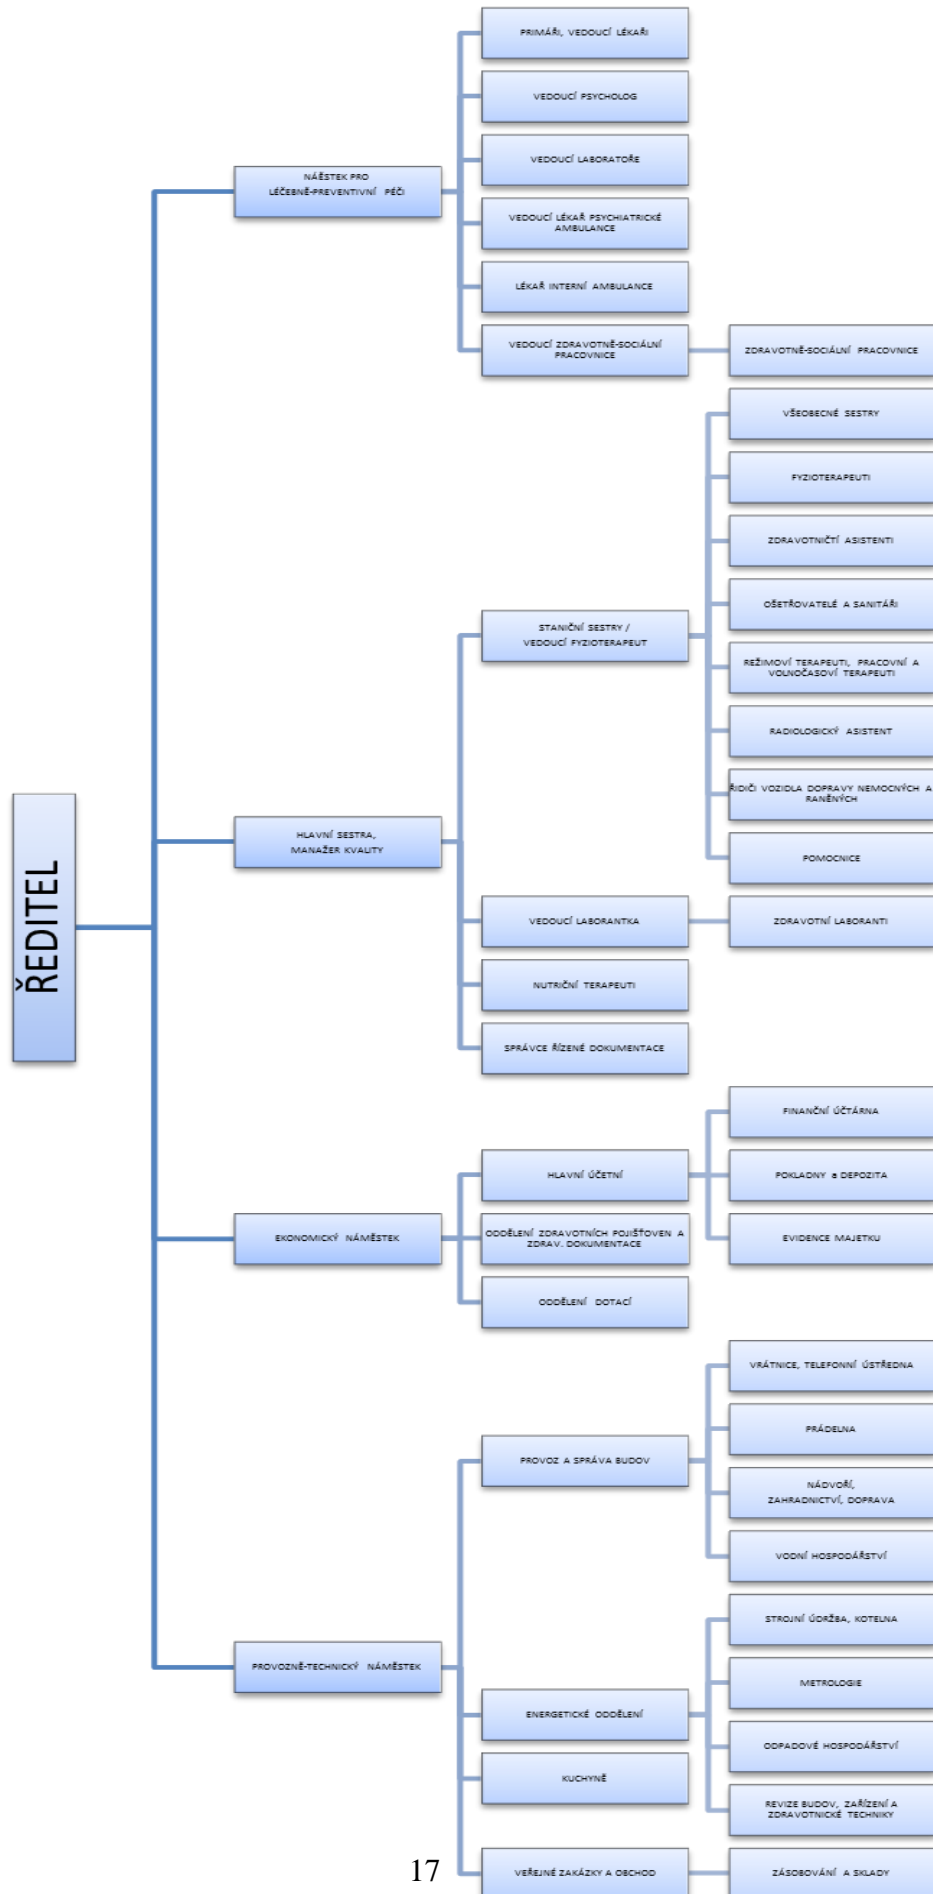 PRIMÁŘI, VEDOUCÍ LÉKAŘI
VEDOUCÍ PSYCHOLOG
VEDOUCÍ LABORATOŘE
NÁĚSTEK PRO
LÉČEBNĚ-PREVENTIVNÍ PÉČI
VEDOUCÍ LÉKAŘ PSYCHIATRICKÉ
AMBULANCE
LÉKAŘ INTERNÍ AMBULANCE
VEDOUCÍ ZDRAVOTNĚ-SOCIÁLNÍ
PRACOVNICE
ZDRAVOTNĚ-SOCIÁLNÍ PRACOVNICE
VŠEOBECNÉ SESTRY
FYZIOTERAPEUTI
ZDRAVOTNIČTÍ ASISTENTI
OŠETŘOVATELÉ A SANITÁŘI
STANIČNÍ SESTRY /
VEDOUCÍ FYZIOTERAPEUT
REŽIMOVÍ TERAPEUTI, PRACOVNÍ A
VOLNOČASOVÍ TERAPEUTI
RADIOLOGICKÝ ASISTENT
ŘIDIČI VOZIDLA DOPRAVY NEMOCNÝCH A
RANĚNÝCH
ŘEDITEL
HLAVNÍ SESTRA,
MANAŽER KVALITY
POMOCNICE
VEDOUCÍ LABORANTKA
ZDRAVOTNÍ LABORANTI
NUTRIČNÍ TERAPEUTI
SPRÁVCE ŘÍZENÉ DOKUMENTACE
FINANČNÍ ÚČTÁRNA
HLAVNÍ ÚČETNÍ
POKLADNY a DEPOZITA
EKONOMICKÝ NÁMĚSTEK
ODDĚLENÍ ZDRAVOTNÍCH POJIŠŤOVEN A
ZDRAV. DOKUMENTACE
EVIDENCE MAJETKU
ODDĚLENÍ DOTACÍ
VRÁTNICE, TELEFONNÍ ÚSTŘEDNA
PRÁDELNA
PROVOZ A SPRÁVA BUDOV
NÁDVOŘÍ,
ZAHRADNICTVÍ, DOPRAVA
VODNÍ HOSPODÁŘSTVÍ
STROJNÍ ÚDRŽBA, KOTELNA
PROVOZNĚ-TECHNICKÝ NÁMĚSTEK
METROLOGIE
ENERGETICKÉ ODDĚLENÍ
ODPADOVÉ HOSPODÁŘSTVÍ
KUCHYNĚ
REVIZE BUDOV, ZAŘÍZENÍ A
ZDRAVOTNICKÉ TECHNIKY
VEŘEJNÉ ZAKÁZKY A OBCHOD
ZÁSOBOVÁNÍ A SKLADY
17